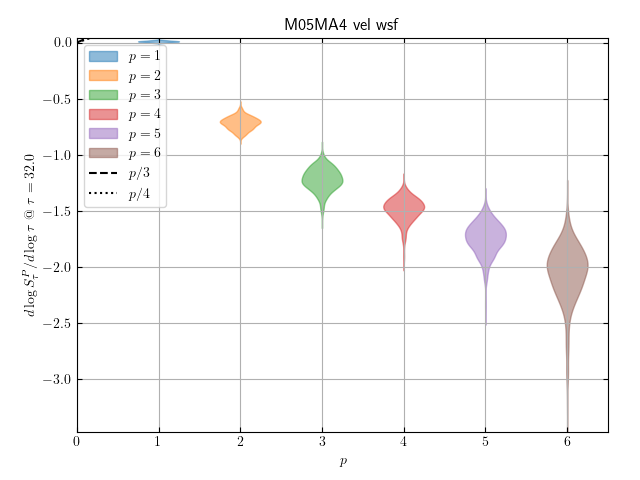 M05MA4 vel wsf
0.0
−0.5
−1.0
−1.5
−2.0
−2.5
−3.0
d log S_τ^P / d log τ @ τ = 32.0
p = 1
p = 2
p = 3
p = 4
p = 5
p = 6
p/3
p/4
0 1 2 3 4 5 6
p